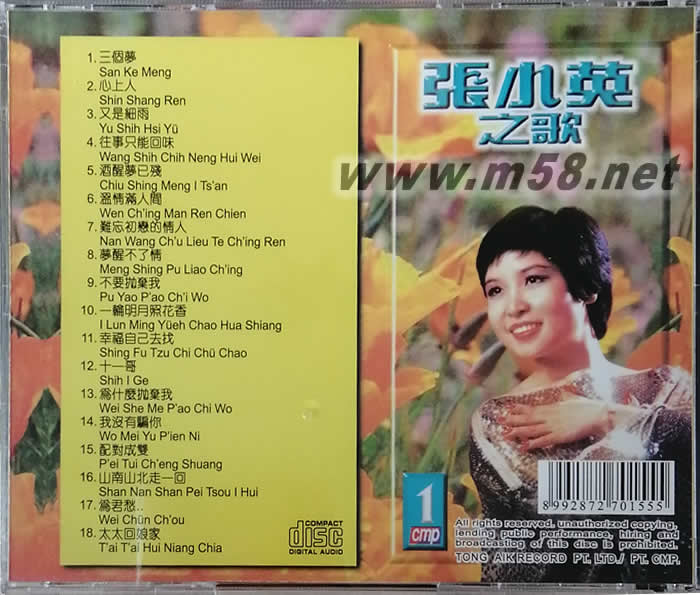 1. 三個夢
San Ke Meng
2. 心上人
Shin Shang Ren
3. 又是細雨
Yu Shih Hsi Yü
4. 往事只能回味
Wang Shih Chih Neng Hui Wei
5. 酒醒夢已殘
Chiu Shing Meng I Ts'an
6. 溫情滿人間
Wen Ch'ing Man Ren Chien
7. 難忘初戀的情人
Nan Wang Ch'u Lieu Te Ch'ing Ren
8. 夢醒不了情
Meng Shing Pu Liao Ch'ing
9. 不要拋棄我
Pu Yao P'ao Ch'i Wo
10. 一輪明月照花香
I Lun Ming Yüeh Chao Hua Shiang
11. 幸福自己去找
Shing Fu Tzu Chi Chü Chao
12. 十一哥
Shih I Ge
13. 爲什麼拋棄我
Wei She Me P'ao Chi Wo
14. 我沒有騙你
Wo Mei Yu P'ien Ni
15. 配對成雙
P'ei Tui Ch'eng Shuang
16. 山南山北走一回
Shan Nan Shan Pei Tsou I Hui
17. 爲君愁..
Wei Chün Ch'ou
18. 太太回娘家
T'ai T'ai Hui Niang Chia
COMPACT
disc
DIGITAL AUDIO
張小英
之歌
www.m58.net
1
cmp
8992872701555
All rights reserved, unauthorized copying,
lending public performance, hiring and
broadcasting of this disc is prohibited.
TONG AIK RECORD PT. LTD./ PT. CMP.